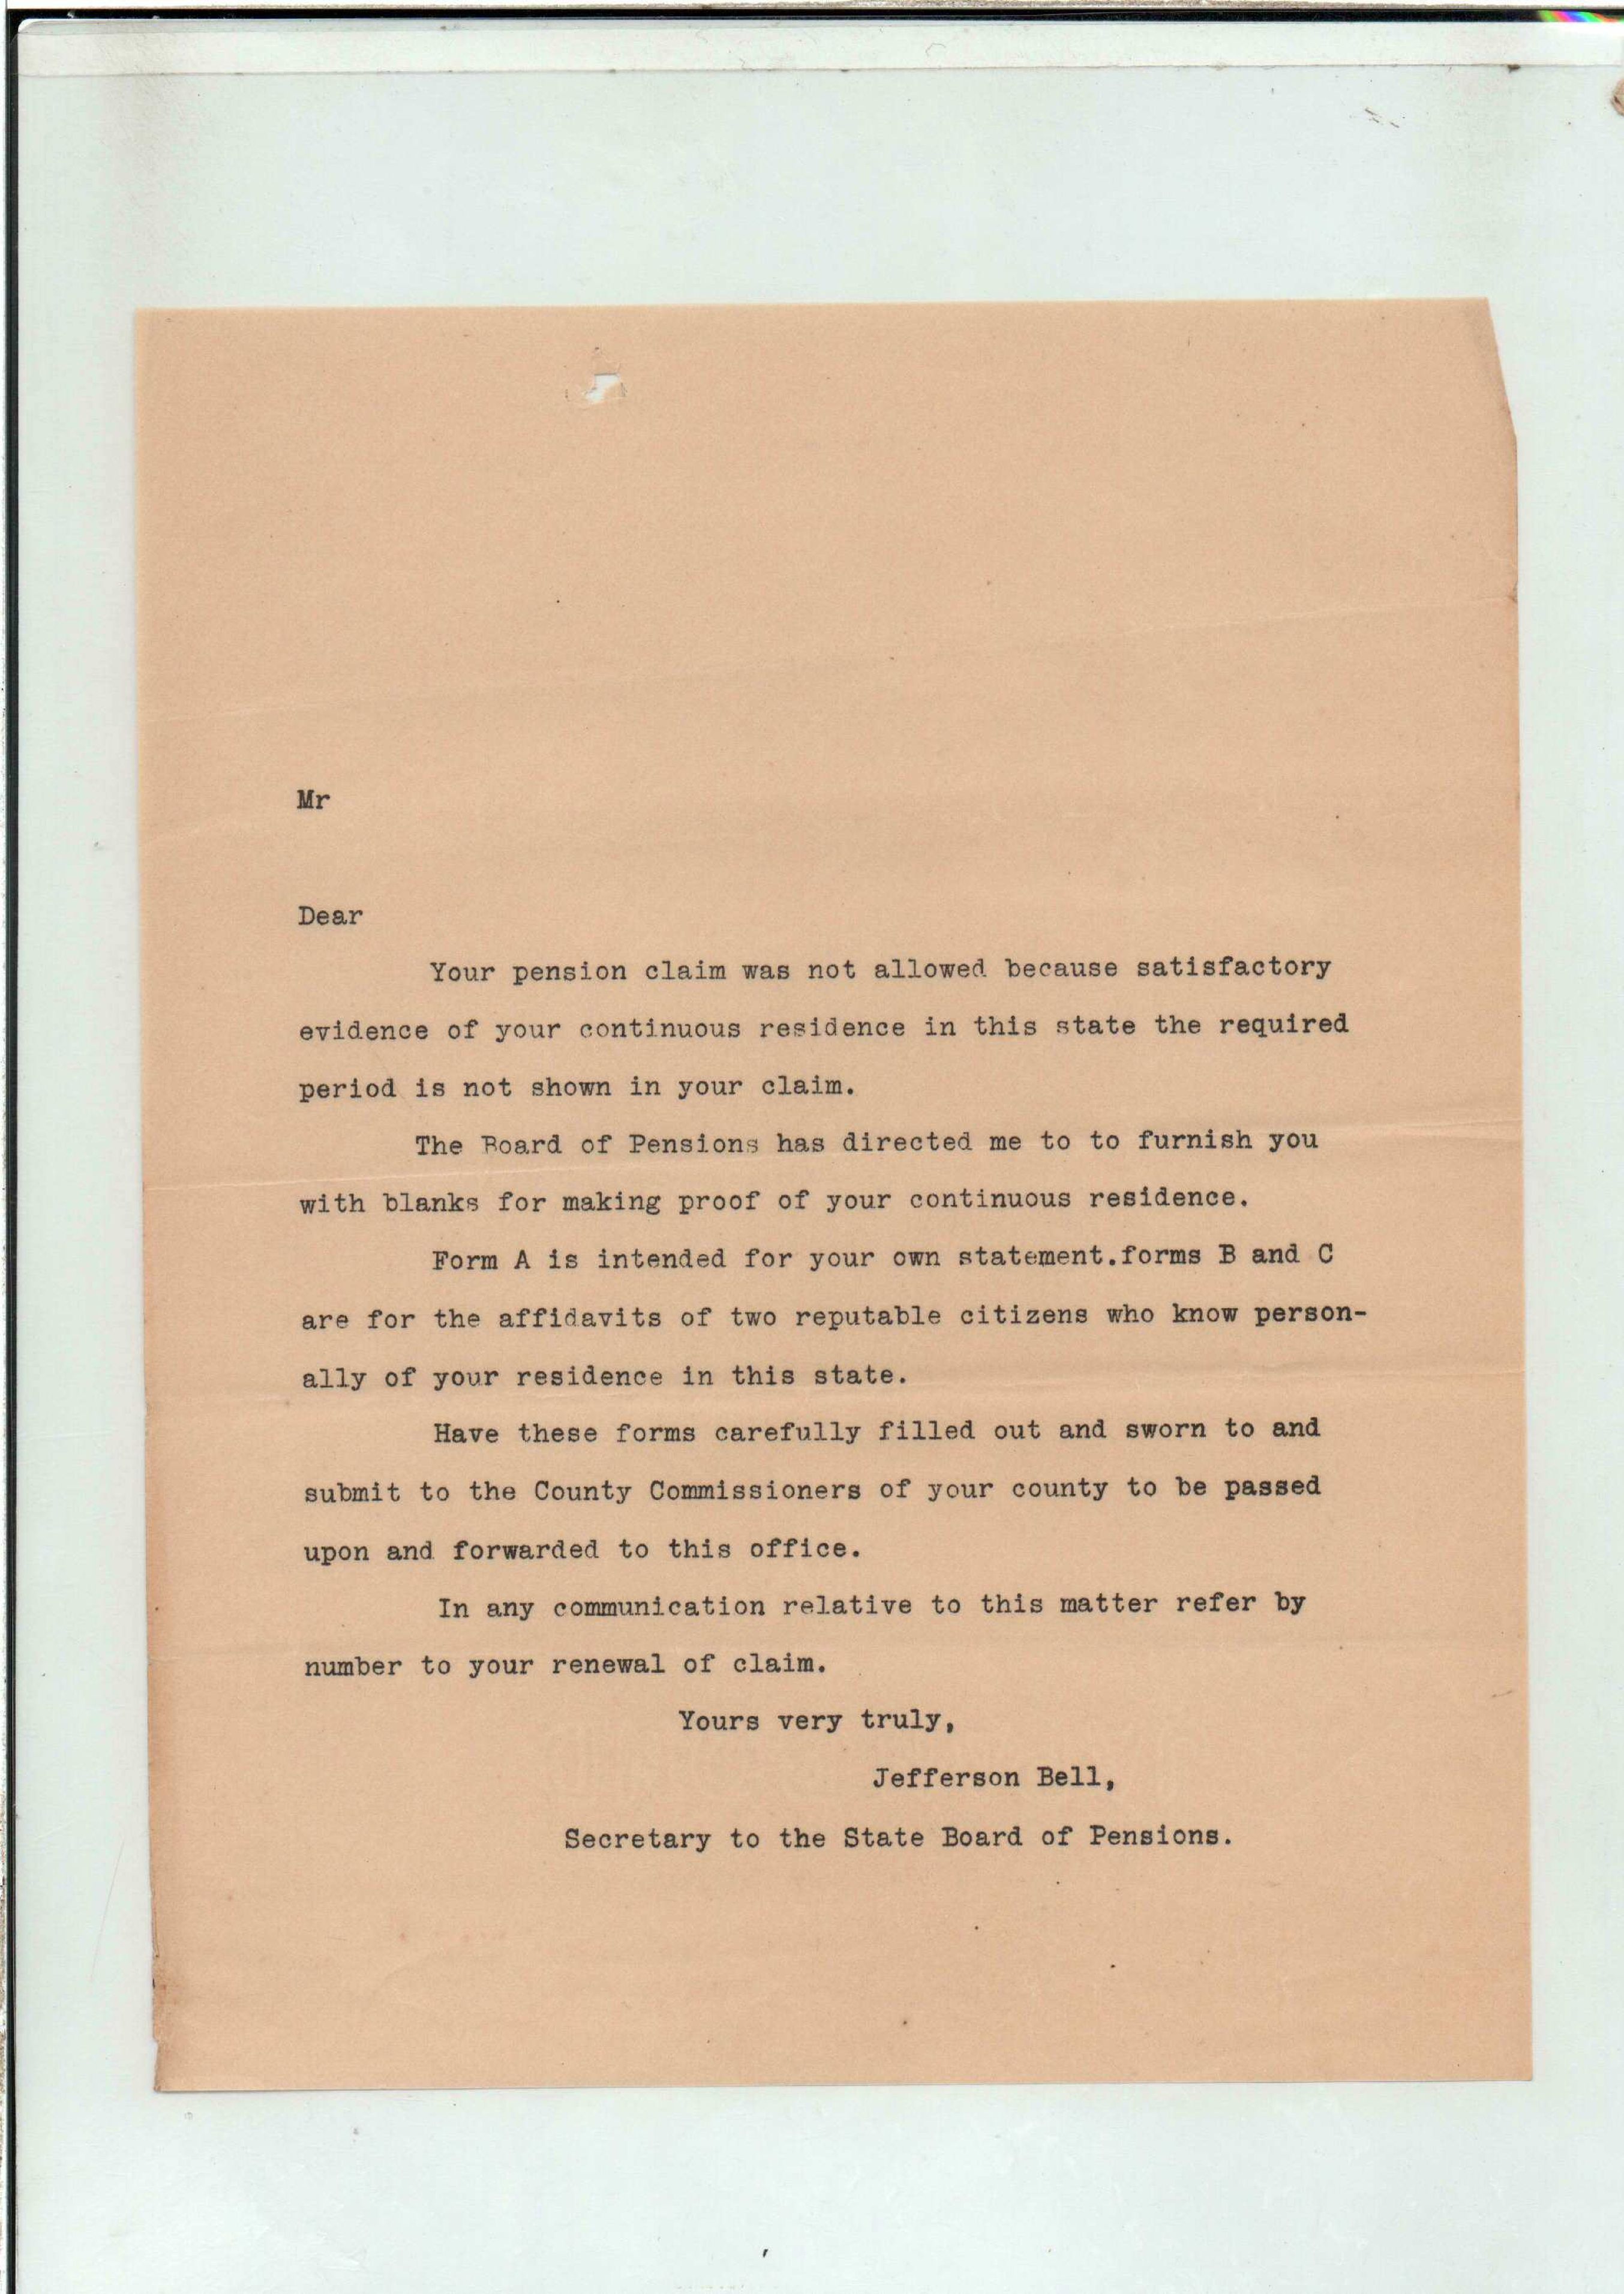 Mr
Dear
Your pension claim was not allowed because satisfactory
evidence of your continuous residence in this state the required
period is not shown in your claim.
The Board of Pensions has directed me to to furnish you
with blanks for making proof of your continuous residence.
Form A is intended for your own statement.forms B and C
are for the affidavits of two reputable citizens who know person-
ally of your residence in this state.
Have these forms carefully filled out and sworn to and
submit to the County Commissioners of your county to be passed
upon and forwarded to this office.
In any communication relative to this matter refer by
number to your renewal of claim.
Yours very truly,
Jefferson Bell,
Secretary to the State Board of Pensions.